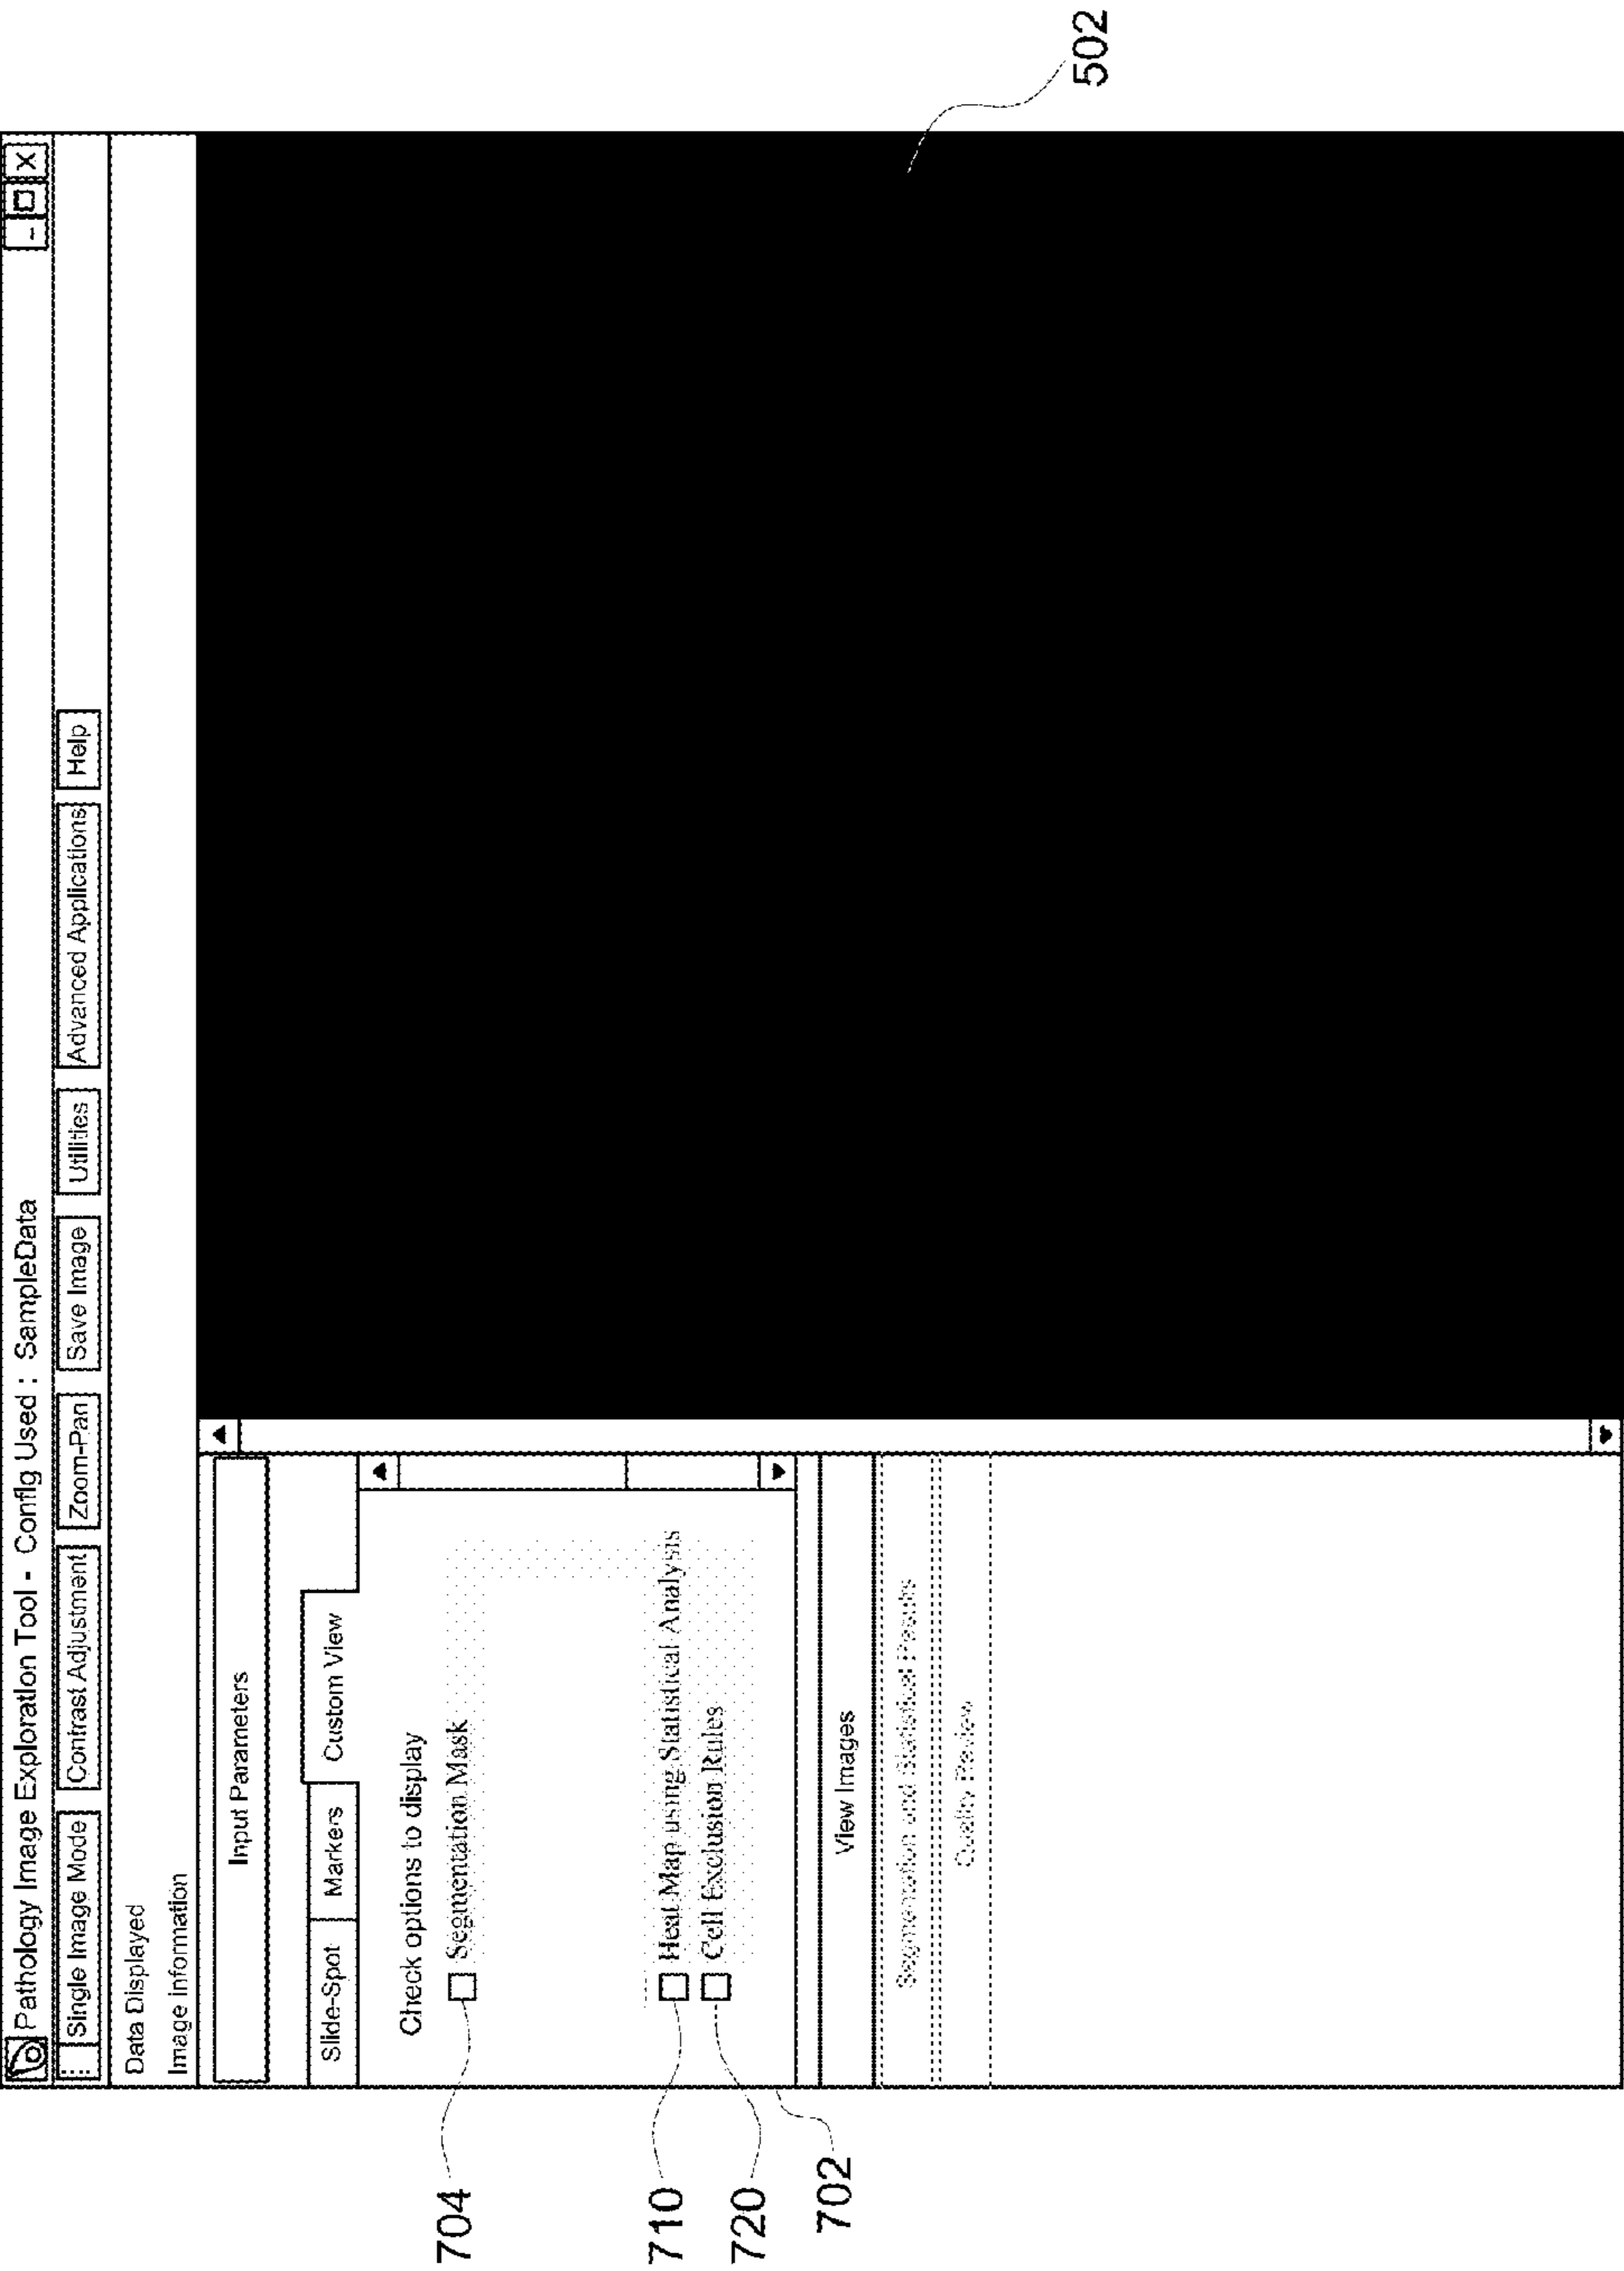 Pathology Image Exploration Tool - Config Used : SampleData
- X
Single Image Mode Contrast Adjustment Zoom-Pan Save Image Utilities Advanced Applications Help
Data Displayed
Image information
Input Parameters
Slide-Spot Markers Custom View
Check options to display
704 Segmentation Mask
710 Heat Map using Statistical Analysis
720 Cell Exclusion Rules
702
View Images
Segmentation and Statistical Results
Quality Review
502